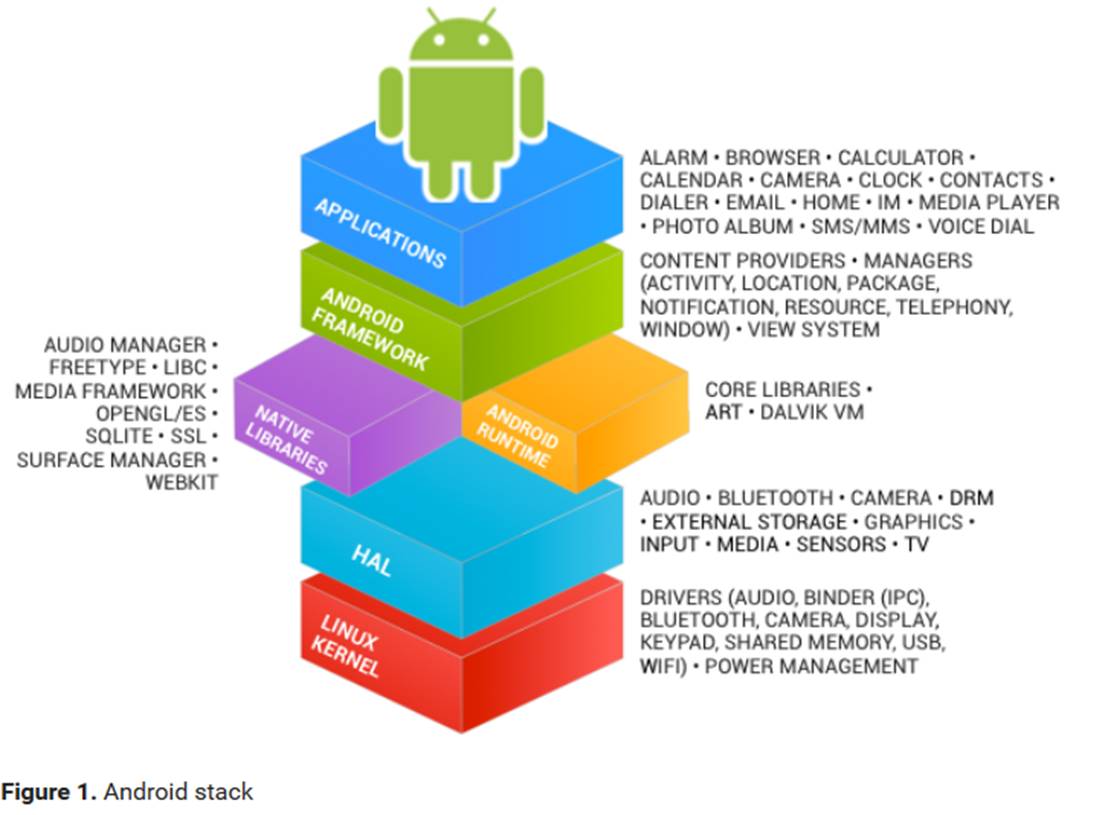 APPLICATIONS
ALARM • BROWSER • CALCULATOR •
CALENDAR • CAMERA • CLOCK • CONTACTS •
DIALER • EMAIL • HOME • IM • MEDIA PLAYER
• PHOTO ALBUM • SMS/MMS • VOICE DIAL
ANDROID
FRAMEWORK
CONTENT PROVIDERS • MANAGERS
(ACTIVITY, LOCATION, PACKAGE,
NOTIFICATION, RESOURCE, TELEPHONY,
WINDOW) • VIEW SYSTEM
AUDIO MANAGER •
FREETYPE • LIBC •
MEDIA FRAMEWORK •
OPENGL/ES •
SQLITE • SSL •
SURFACE MANAGER •
WEBKIT
NATIVE
LIBRARIES
ANDROID
RUNTIME
CORE LIBRARIES •
ART • DALVIK VM
HAL
AUDIO • BLUETOOTH • CAMERA • DRM
• EXTERNAL STORAGE • GRAPHICS •
INPUT • MEDIA • SENSORS • TV
LINUX
KERNEL
DRIVERS (AUDIO, BINDER (IPC),
BLUETOOTH, CAMERA, DISPLAY,
KEYPAD, SHARED MEMORY, USB,
WIFI) • POWER MANAGEMENT
Figure 1. Android stack